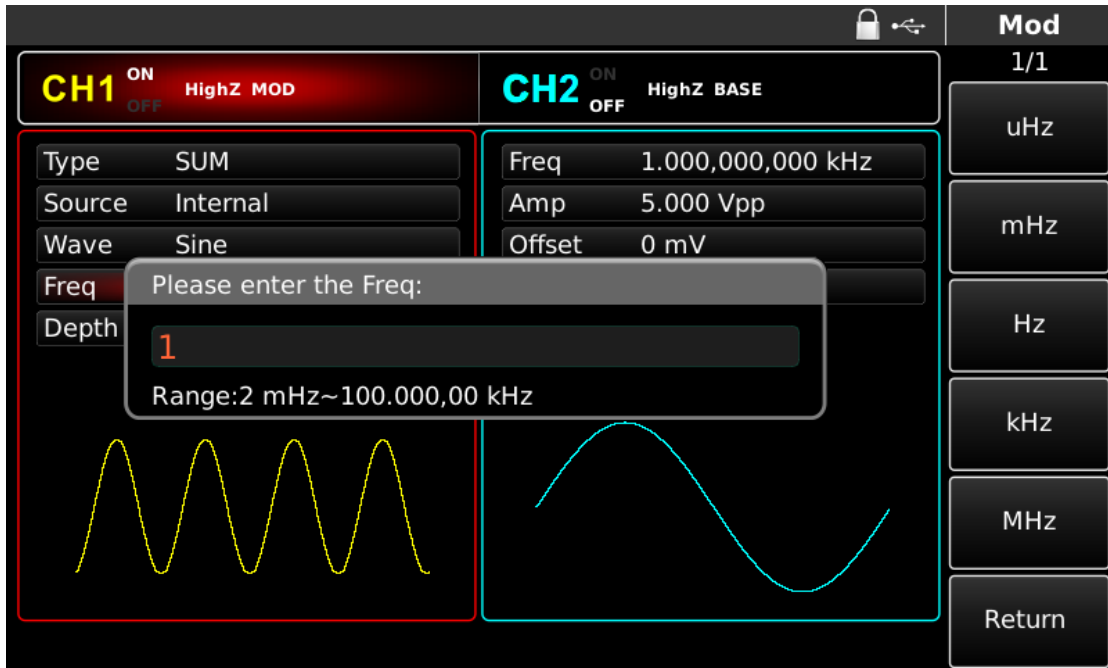 Mod
1/1
CH1 ON OFF HighZ MOD
CH2 ON OFF HighZ BASE
Type SUM
Source Internal
Wave Sine
Freq
Depth
Freq 1.000,000,000 kHz
Amp 5.000 Vpp
Offset 0 mV
Please enter the Freq:
1
Range:2 mHz~100.000,00 kHz
uHz
mHz
Hz
kHz
MHz
Return